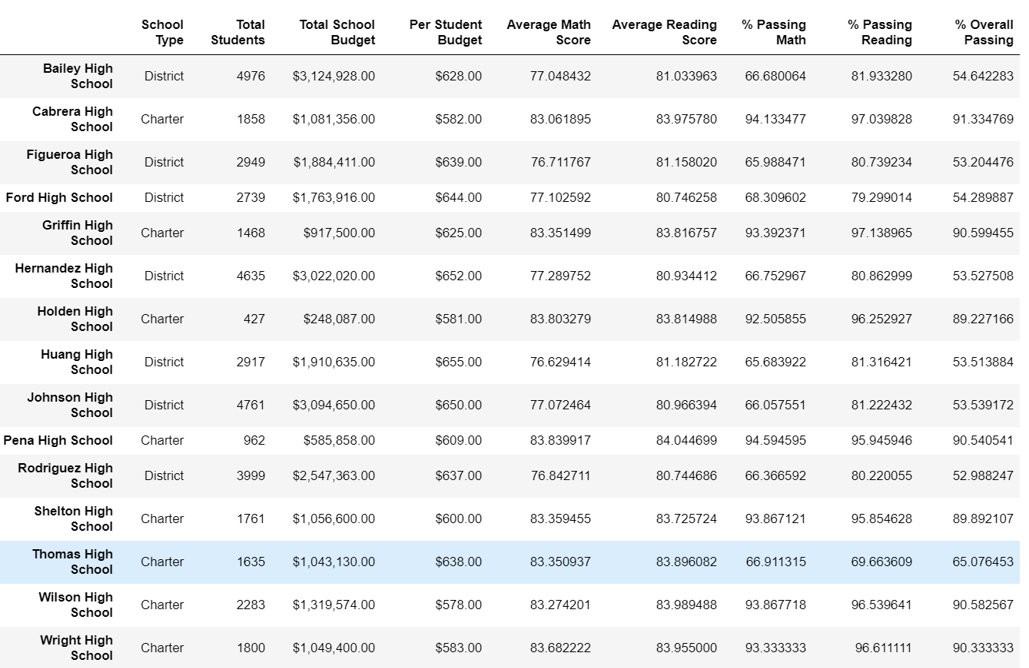 School Type Total Students Total School Budget Per Student Budget Average Math Score Average Reading Score % Passing Math % Passing Reading % Overall Passing
Bailey High School District 4976 $3,124,928.00 $628.00 77.048432 81.033963 66.680064 81.933280 54.642283
Cabrera High School Charter 1858 $1,081,356.00 $582.00 83.061895 83.975780 94.133477 97.039828 91.334769
Figueroa High School District 2949 $1,884,411.00 $639.00 76.711767 81.158020 65.988471 80.739234 53.204476
Ford High School District 2739 $1,763,916.00 $644.00 77.102592 80.746258 68.309602 79.299014 54.289887
Griffin High School Charter 1468 $917,500.00 $625.00 83.351499 83.816757 93.392371 97.138965 90.599455
Hernandez High School District 4635 $3,022,020.00 $652.00 77.289752 80.934412 66.752967 80.862999 53.527508
Holden High School Charter 427 $248,087.00 $581.00 83.803279 83.814988 92.505855 96.252927 89.227166
Huang High School District 2917 $1,910,635.00 $655.00 76.629414 81.182722 65.683922 81.316421 53.513884
Johnson High School District 4761 $3,094,650.00 $650.00 77.072464 80.966394 66.057551 81.222432 53.539172
Pena High School Charter 962 $585,858.00 $609.00 83.839917 84.044699 94.594595 95.945946 90.540541
Rodriguez High School District 3999 $2,547,363.00 $637.00 76.842711 80.744686 66.366592 80.220055 52.988247
Shelton High School Charter 1761 $1,056,600.00 $600.00 83.359455 83.725724 93.867121 95.854628 89.892107
Thomas High School Charter 1635 $1,043,130.00 $638.00 83.350937 83.896082 66.911315 69.663609 65.076453
Wilson High School Charter 2283 $1,319,574.00 $578.00 83.274201 83.989488 93.867718 96.539641 90.582567
Wright High School Charter 1800 $1,049,400.00 $583.00 83.682222 83.955000 93.333333 96.611111 90.333333